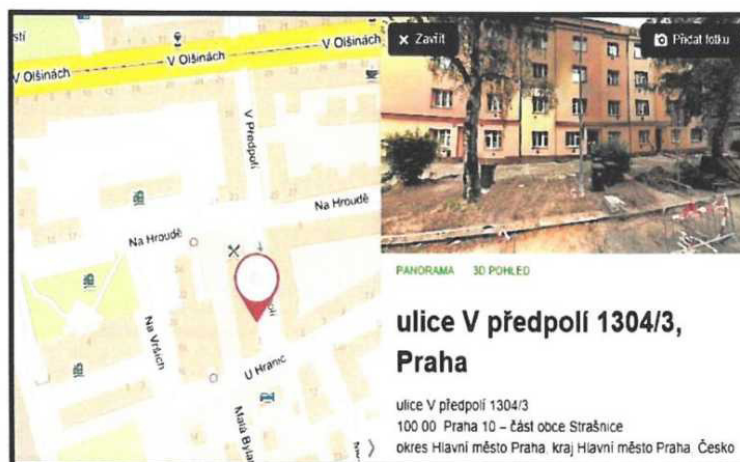 V Olšinách
V Olšinách
V Olšinách
V Předpolí
Na Hroudě
Na Hroudě
Na Vrších
U Hranic
Malá Bylan
× Zavřít
Přidat fotku
PANORAMA 3D POHLED
ulice V předpolí 1304/3,
Praha
ulice V předpolí 1304/3
100 00 Praha 10 – část obce Strašnice
okres Hlavní město Praha, kraj Hlavní město Praha, Česko